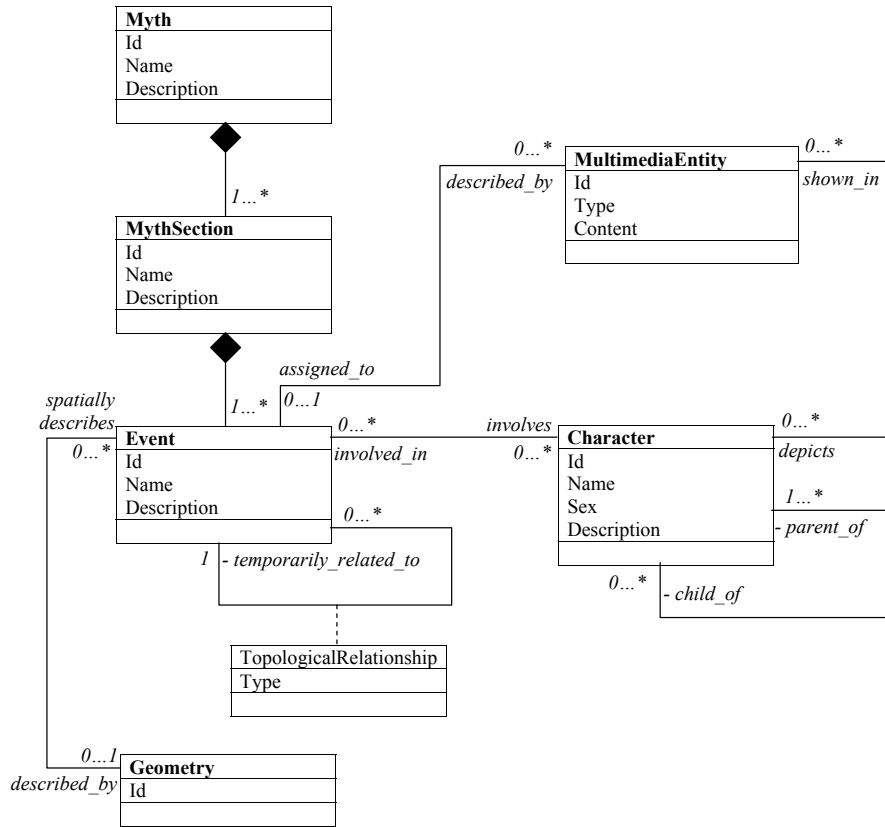 Myth
Id
Name
Description
1...*
MythSection
Id
Name
Description
0...*
described_by
MultimediaEntity
Id
Type
Content
0...*
shown_in
assigned_to
0...1
spatially
describes
0...*
1...*
Event
Id
Name
Description
0...*
involved_in
involves
0...*
Character
Id
Name
Sex
Description
0...*
depicts
1...*
- parent_of
0...*
- child_of
0...*
1
- temporarily_related_to
TopologicalRelationship
Type
0...1
described_by
Geometry
Id